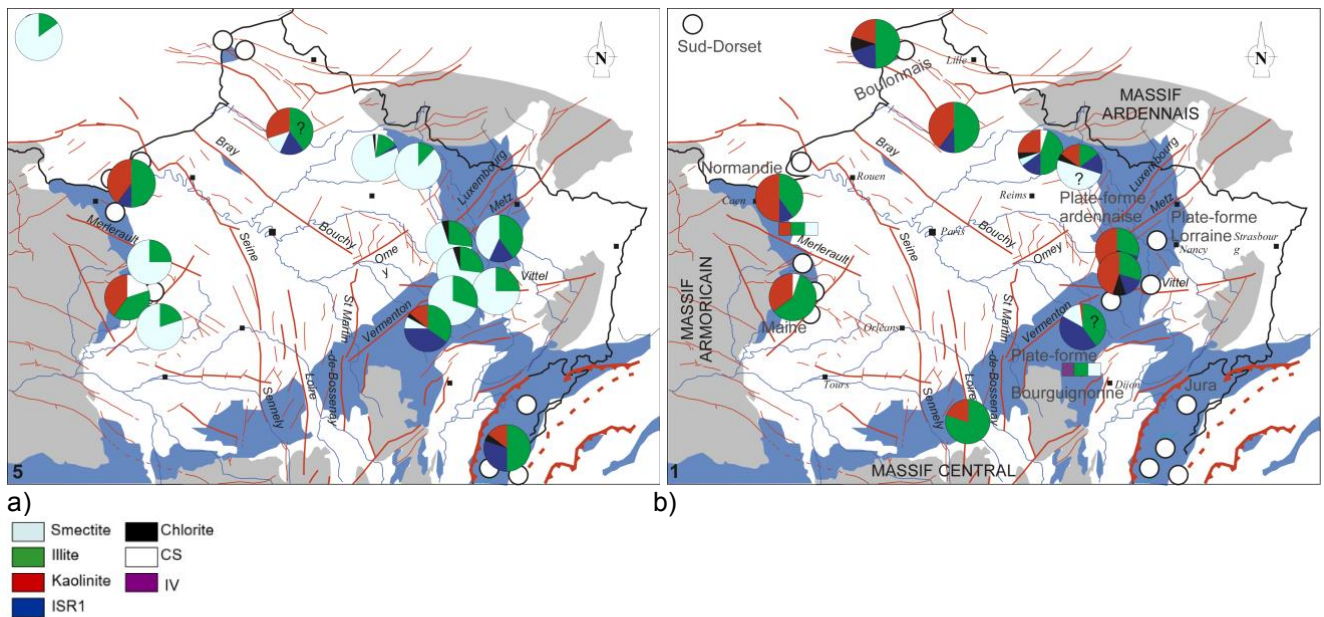 ?
N
Bray
Luxembourg
Metz
Merlerault
Seine
Bouchy
Ome
y
Vittel
St Martin
Vermenton
-de-Bossenay
Loire
Sennely
5
Sud-Dorset
N
Boulonnais
Lille
MASSIF
ARDENNAIS
Bray
Normandie
Rouen
?
Luxembourg
Caen
Reims
Plate-forme
ardennaise
Metz
Plate-forme
Lorraine
Strasbour
g
Merlerault
Seine
Paris
Bouchy
Omey
Nancy
Vittel
MASSIF
ARMORICAIN
St Martin
Vermenton
?
Maine
Orléans
-de-Bossenay
Plate-forme
Bourguignonne
Tours
Loire
Dijon
Jura
Sennely
MASSIF CENTRAL
1
a)
b)
Smectite
Chlorite
Illite
CS
Kaolinite
IV
ISR1